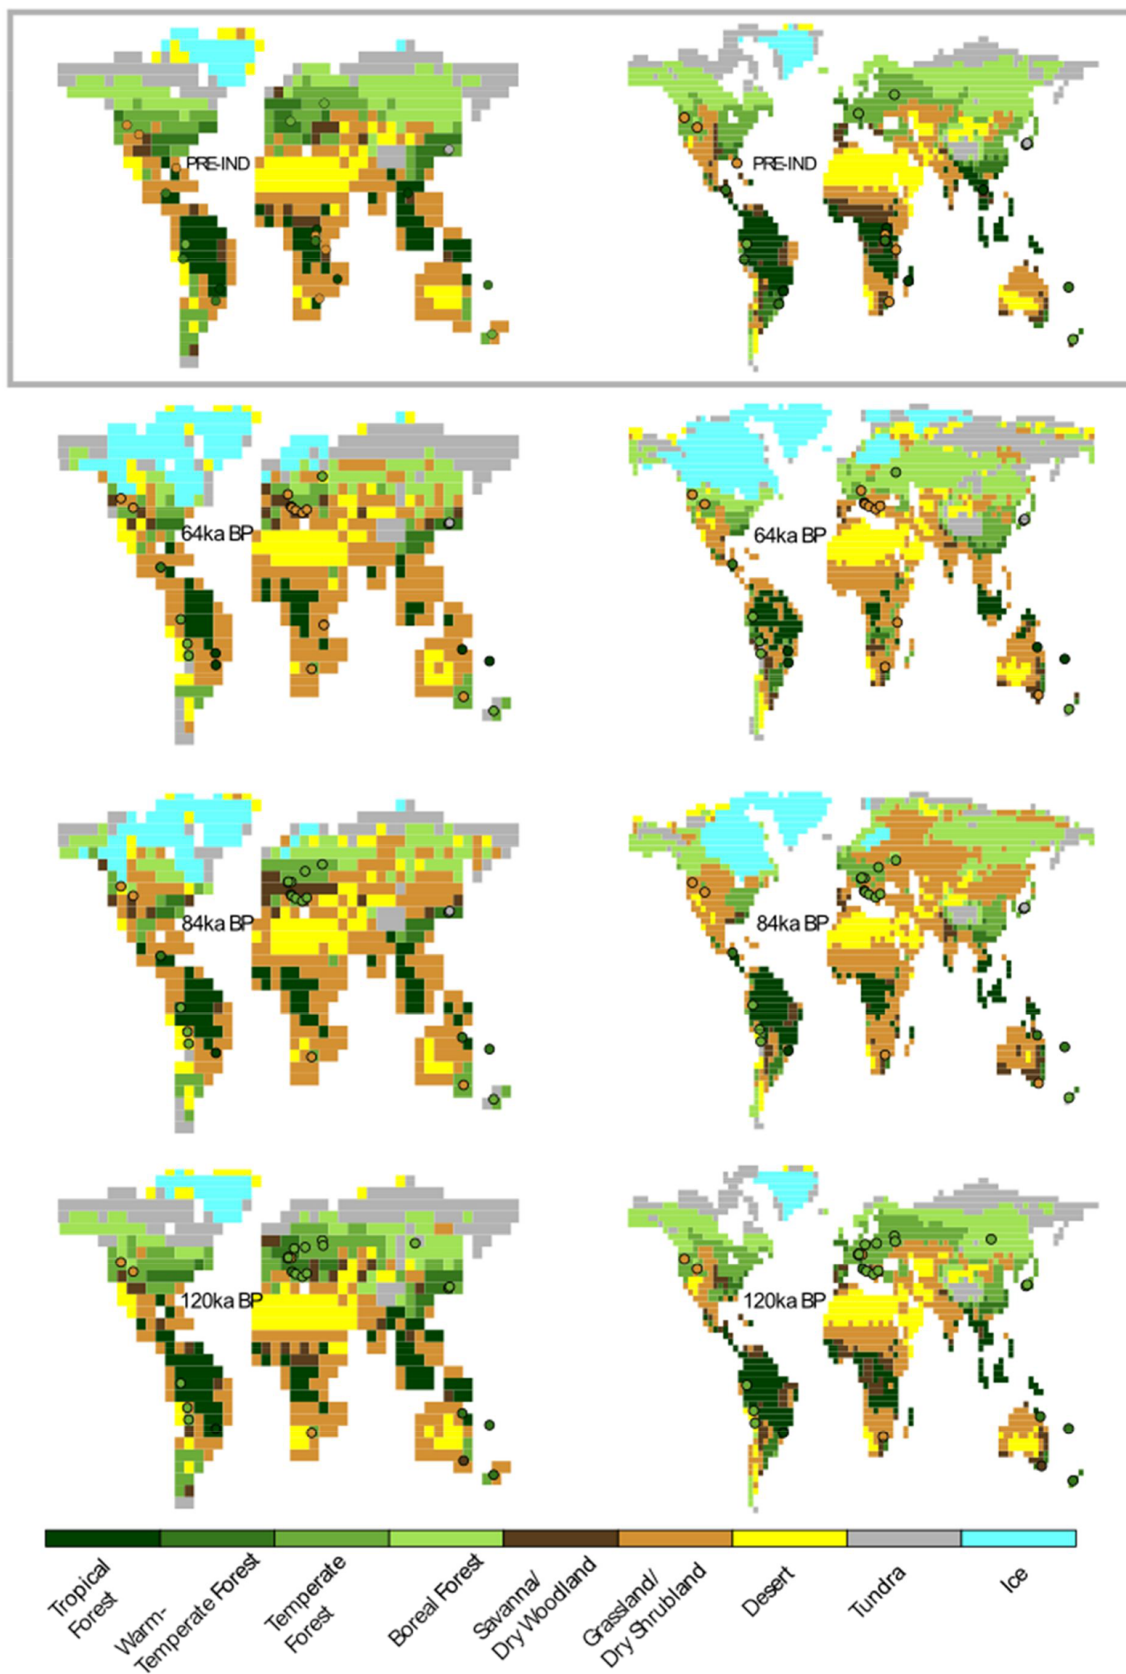 PRE-IND PRE-IND
64ka BP 64ka BP
84ka BP 84ka BP
120ka BP 120ka BP
Tropical
Forest
Warm-
Temperate Forest
Temperate
Forest
Boreal Forest
Savanna/
Dry Woodland
Grassland/
Dry Shrubland
Desert
Tundra
Ice